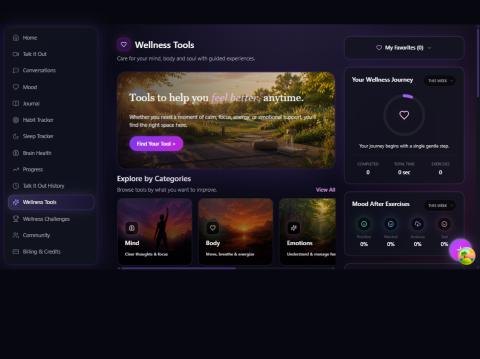 Home
Talk It Out
Conversations
Mood
Journal
Habit Tracker
Sleep Tracker
Brain Health
Progress
Talk It Out History
Wellness Tools
Wellness Challenges
Community
Billing & Credits
Wellness Tools
Care for your mind, body and soul with guided experiences.
Tools to help you feel better, anytime.
Whether you need a moment of calm, focus, energy, or emotional support, you'll
find the right space here.
Find Your Tool
Explore by Categories
Browse tools by what you want to improve.
View All
Mind
Clear thoughts & focus
Body
Move, breathe & energize
Emotions
Understand & manage
My Favorites (0)
Your Wellness Journey
THIS WEEK
Your journey begins with a single gentle step.
COMPLETED
0
TOTAL TIME
0 sec
EXERCISES
0
Mood After Exercises
THIS WEEK
0%
0%
0%
0%